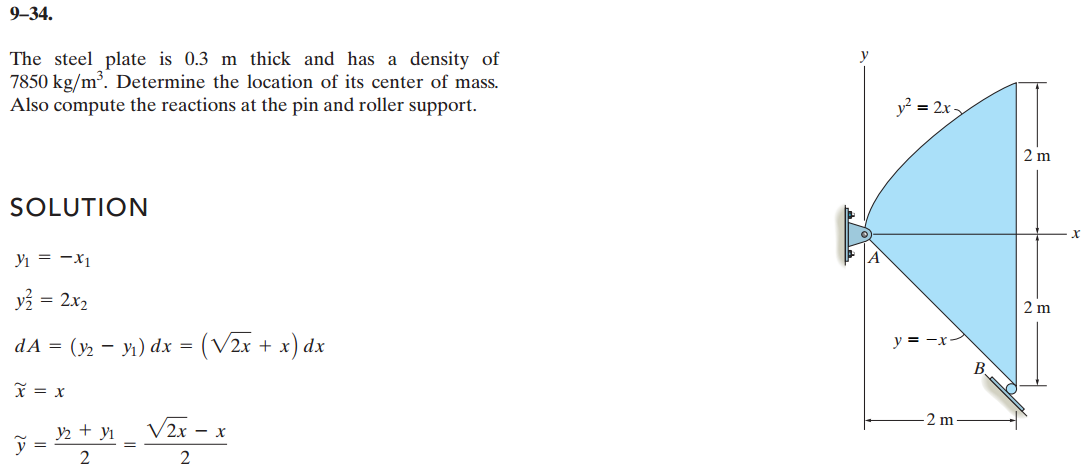 9–34.
The steel plate is 0.3 m thick and has a density of
7850 kg/m³. Determine the location of its center of mass.
Also compute the reactions at the pin and roller support.
SOLUTION
y₁ = −x₁
y₂² = 2x₂
dA = (y₂ − y₁) dx = (√2x + x) dx
x̃ = x
ỹ = (y₂ + y₁)/2 = (√2x − x)/2
y
y² = 2x
2 m
x
A
2 m
y = −x
B
2 m